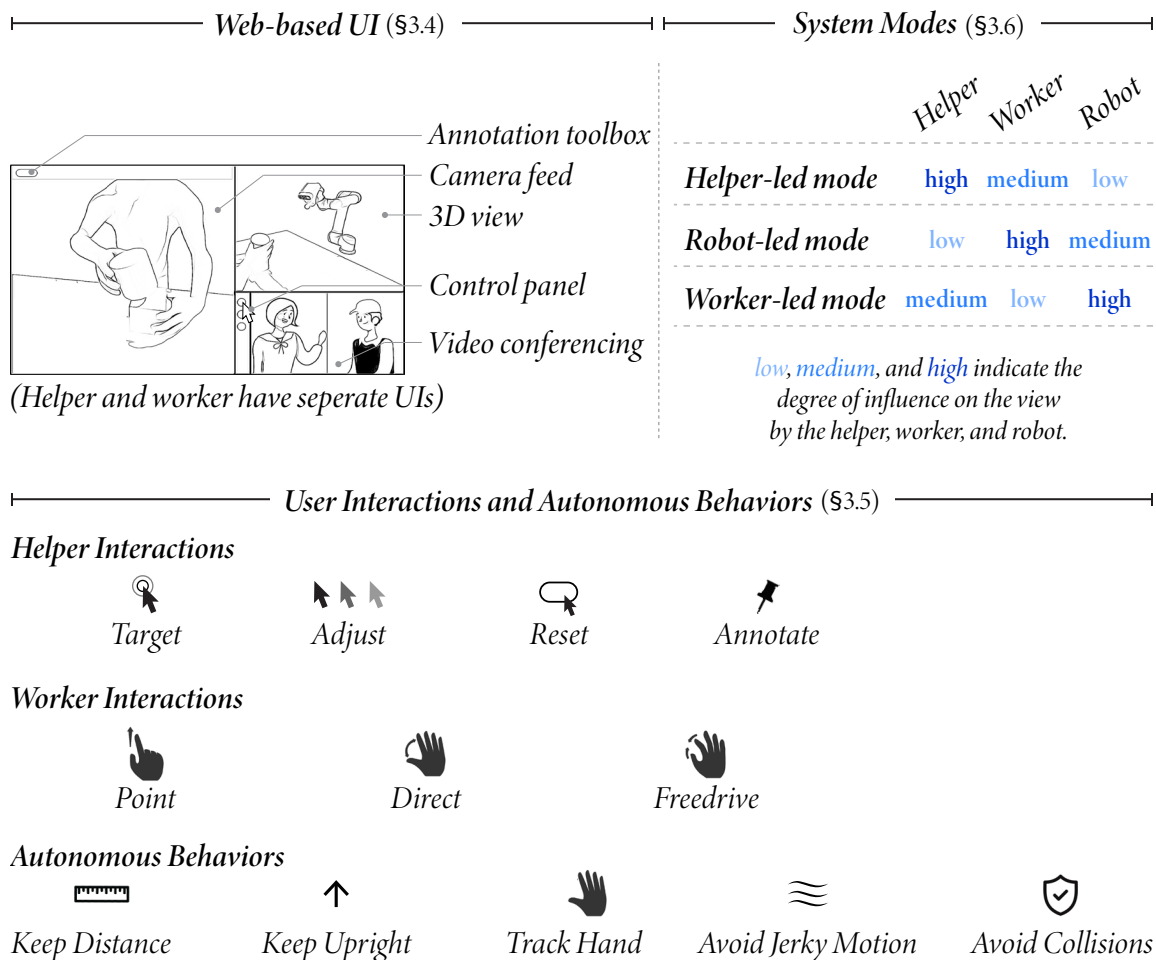 Web-based UI (§3.4)
Annotation toolbox
Camera feed
3D view
Control panel
Video conferencing
(Helper and worker have seperate UIs)
System Modes (§3.6)
Helper Worker Robot
Helper-led mode high medium low
Robot-led mode low high medium
Worker-led mode medium low high
low, medium, and high indicate the
degree of influence on the view
by the helper, worker, and robot.
User Interactions and Autonomous Behaviors (§3.5)
Helper Interactions
Target Adjust Reset Annotate
Worker Interactions
Point Direct Freedrive
Autonomous Behaviors
Keep Distance Keep Upright Track Hand Avoid Jerky Motion Avoid Collisions